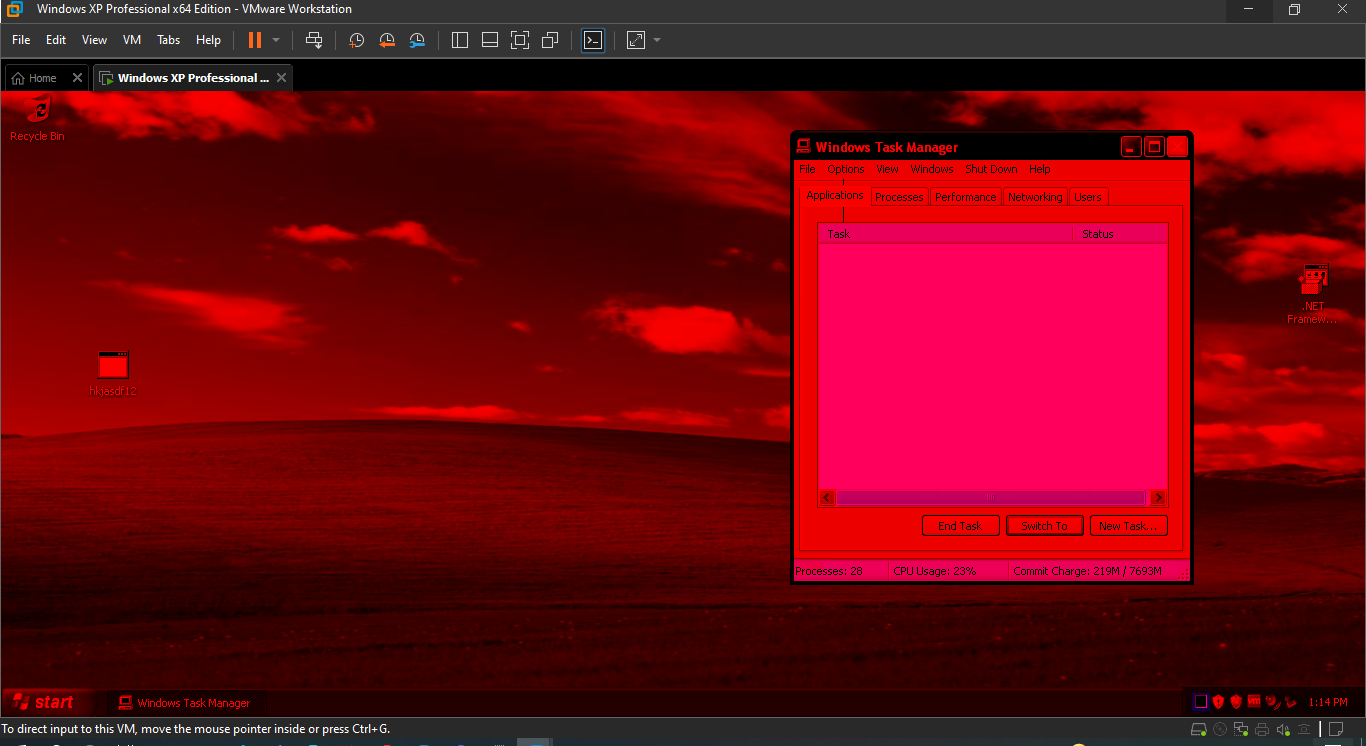 Windows XP Professional x64 Edition - VMware Workstation
File Edit View VM Tabs Help
Home Windows XP Professional ...
Recycle Bin
Windows Task Manager
File Options View Windows Shut Down Help
Applications Processes Performance Networking Users
Task Status
.NET
Framew...
hkjasdf12
End Task Switch To New Task...
Processes: 28 CPU Usage: 23% Commit Charge: 219M / 7693M
start Windows Task Manager 1:14 PM
To direct input to this VM, move the mouse pointer inside or press Ctrl+G.